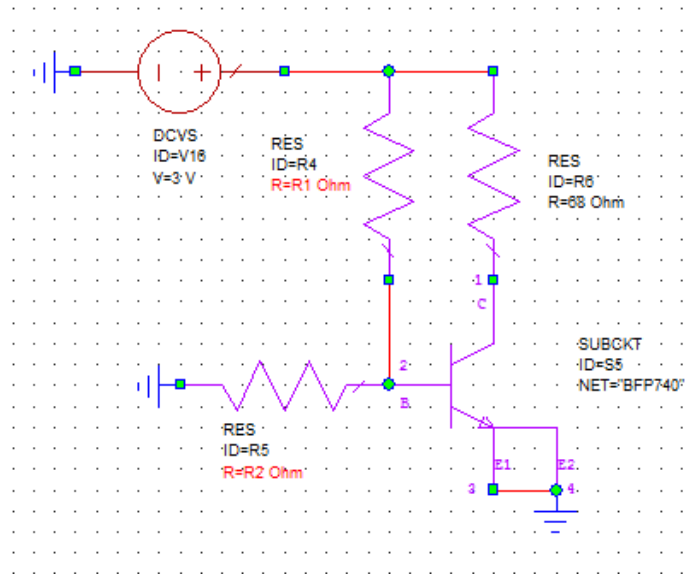 DCVS
ID=V16
V=3 V
RES
ID=R4
R=R1 Ohm
RES
ID=R6
R=68 Ohm
1
C
SUBCKT
ID=S5
NET="BFP740"
2
B
RES
ID=R5
R=R2 Ohm
E1
E2
3
4